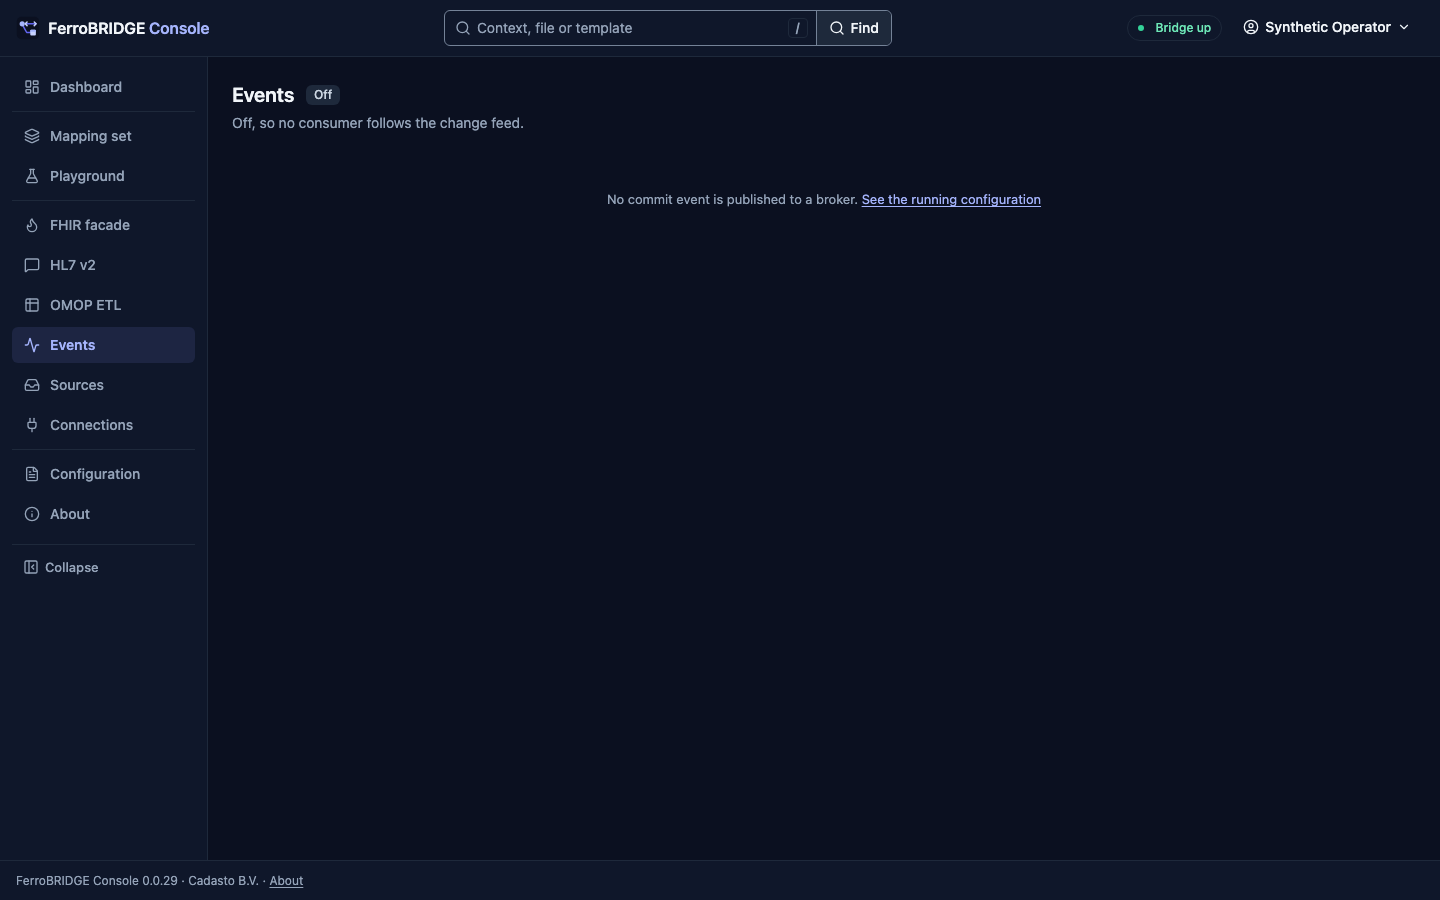 FerroBRIDGE Console
Context, file or template
/
Find
Bridge up
Synthetic Operator
Dashboard
Mapping set
Playground
FHIR facade
HL7 v2
OMOP ETL
Events
Sources
Connections
Configuration
About
Collapse
Events Off
Off, so no consumer follows the change feed.
No commit event is published to a broker. See the running configuration
FerroBRIDGE Console 0.0.29 · Cadasto B.V. · About